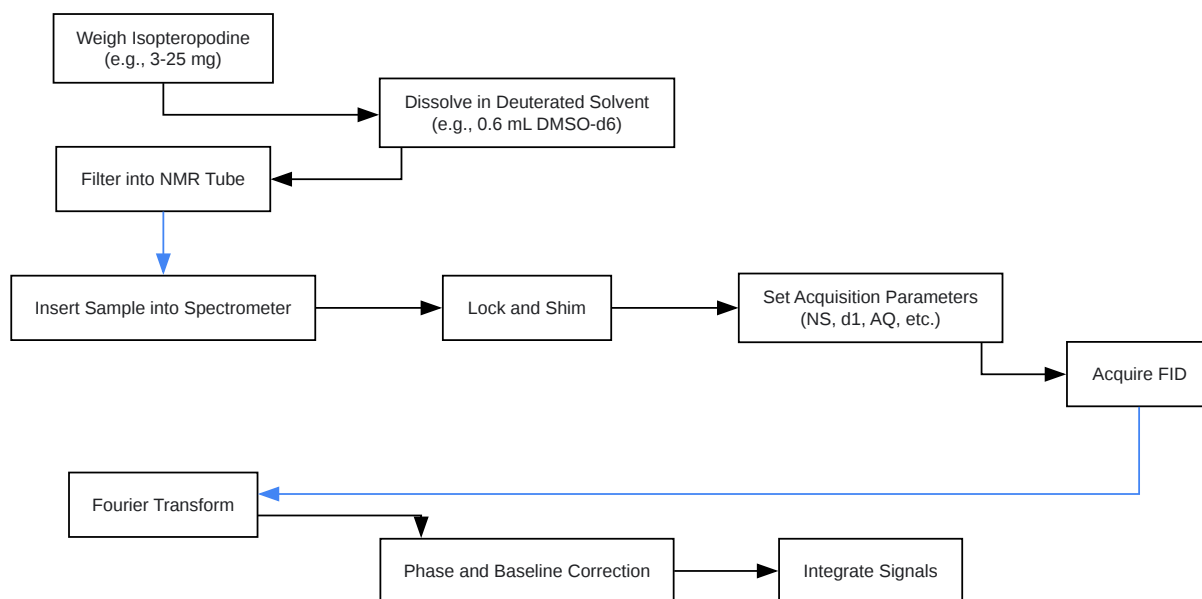 Weigh Isopteropodine
(e.g., 3-25 mg)
Dissolve in Deuterated Solvent
(e.g., 0.6 mL DMSO-d6)
Filter into NMR Tube
Insert Sample into Spectrometer
Lock and Shim
Set Acquisition Parameters
(NS, d1, AQ, etc.)
Acquire FID
Fourier Transform
Phase and Baseline Correction
Integrate Signals